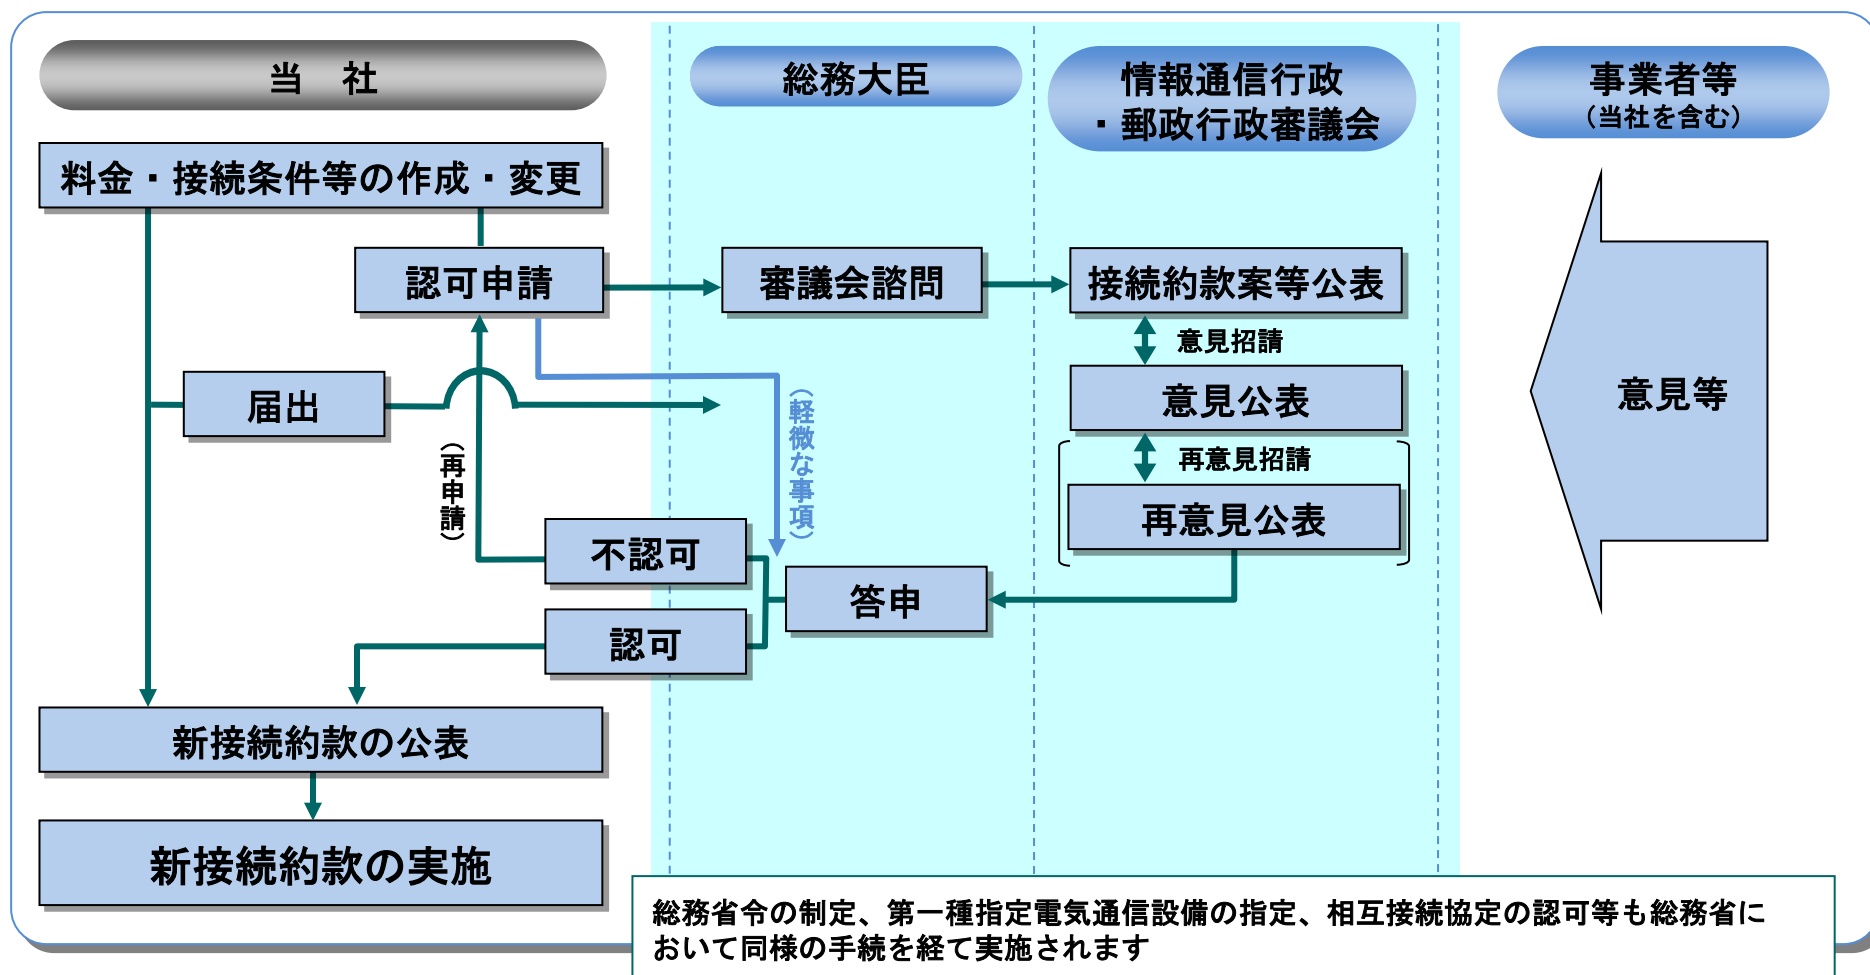 当　社
総務大臣
情報通信行政
・郵政行政審議会
事業者等
（当社を含む）
料金・接続条件等の作成・変更
認可申請
審議会諮問
接続約款案等公表
意見招請
届出
意見公表
意見等
（軽微な事項）
（再申請）
再意見招請
再意見公表
不認可
答申
認可
新接続約款の公表
新接続約款の実施
総務省令の制定、第一種指定電気通信設備の指定、相互接続協定の認可等も総務省に
おいて同様の手続を経て実施されます